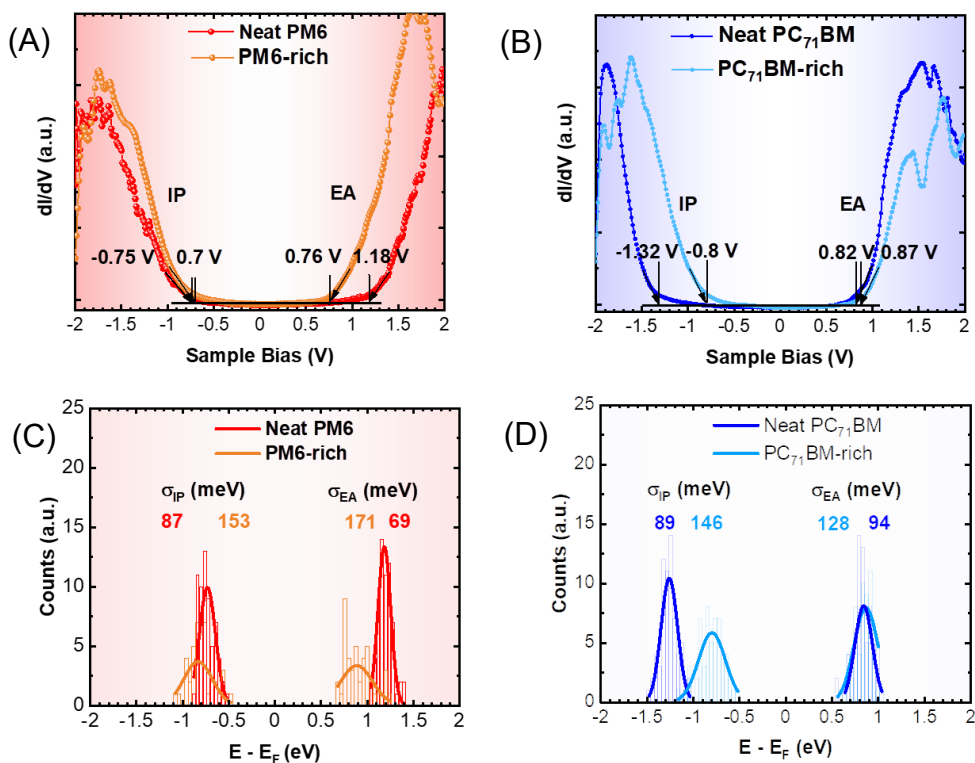 (A)
Neat PM6
PM6-rich
IP
EA
-0.75 V
0.7 V
0.76 V
1.18 V
dI/dV (a.u.)
-2 -1.5 -1 -0.5 0 0.5 1 1.5 2
Sample Bias (V)
(B)
Neat PC71BM
PC71BM-rich
IP
EA
-1.32 V
-0.8 V
0.82 V
0.87 V
dI/dV (a.u.)
-2 -1.5 -1 -0.5 0 0.5 1 1.5 2
Sample Bias (V)
(C)
Neat PM6
PM6-rich
σIP (meV)
σEA (meV)
87 153
171 69
Counts (a.u.)
25
20
15
10
5
0
-2 -1.5 -1 -0.5 0 0.5 1 1.5 2
E - EF (eV)
(D)
Neat PC71BM
PC71BM-rich
σIP (meV)
σEA (meV)
89 146
128 94
Counts (a.u.)
25
20
15
10
5
0
-2 -1.5 -1 -0.5 0 0.5 1 1.5 2
E - EF (eV)